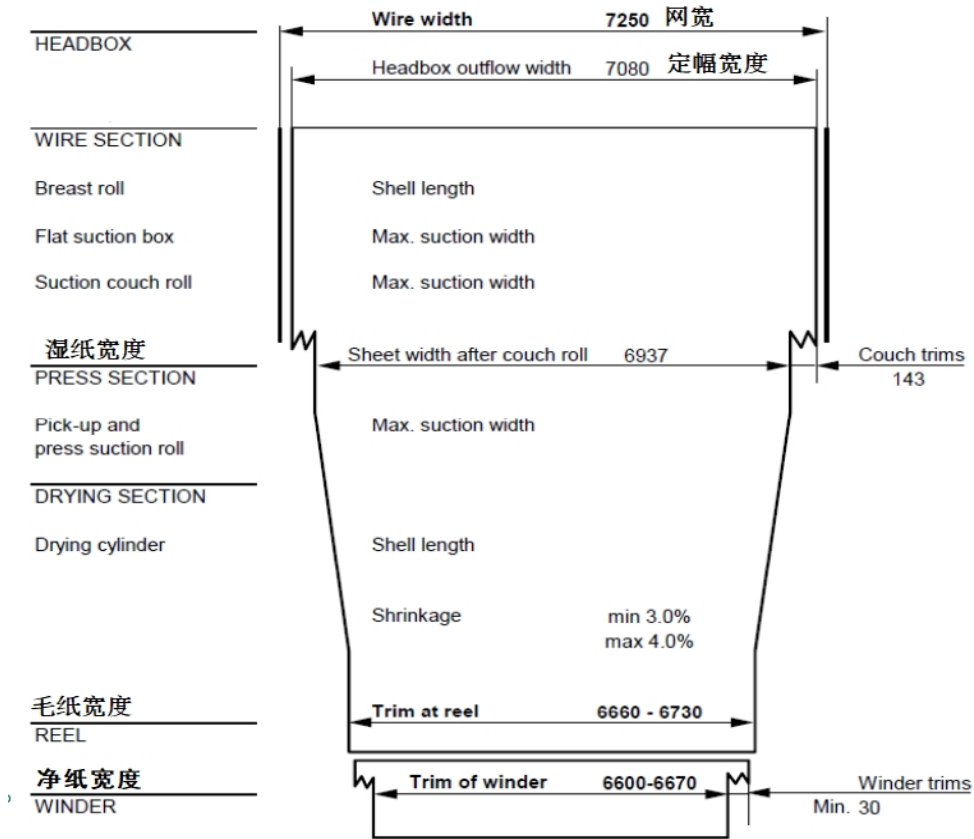 Wire width 7250 网宽
HEADBOX
Headbox outflow width 7080 定幅宽度
WIRE SECTION
Breast roll Shell length
Flat suction box Max. suction width
Suction couch roll Max. suction width
湿纸宽度
Sheet width after couch roll 6937 Couch trims
PRESS SECTION 143
Pick-up and Max. suction width
press suction roll
DRYING SECTION
Drying cylinder Shell length
Shrinkage min 3.0%
max 4.0%
毛纸宽度
Trim at reel 6660 - 6730
REEL
净纸宽度 Trim of winder 6600-6670 Winder trims
WINDER Min. 30